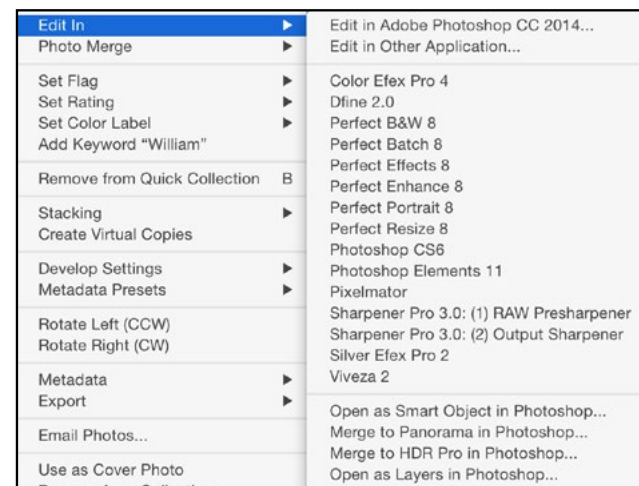 Edit In
Photo Merge
Set Flag
Set Rating
Set Color Label
Add Keyword “William”
Remove from Quick Collection B
Stacking
Create Virtual Copies
Develop Settings
Metadata Presets
Rotate Left (CCW)
Rotate Right (CW)
Metadata
Export
Email Photos...
Use as Cover Photo
Edit in Adobe Photoshop CC 2014...
Edit in Other Application...
Color Efex Pro 4
Dfine 2.0
Perfect B&W 8
Perfect Batch 8
Perfect Effects 8
Perfect Enhance 8
Perfect Portrait 8
Perfect Resize 8
Photoshop CS6
Photoshop Elements 11
Pixelmator
Sharpener Pro 3.0: (1) RAW Presharpener
Sharpener Pro 3.0: (2) Output Sharpener
Silver Efex Pro 2
Viveza 2
Open as Smart Object in Photoshop...
Merge to Panorama in Photoshop...
Merge to HDR Pro in Photoshop...
Open as Layers in Photoshop...